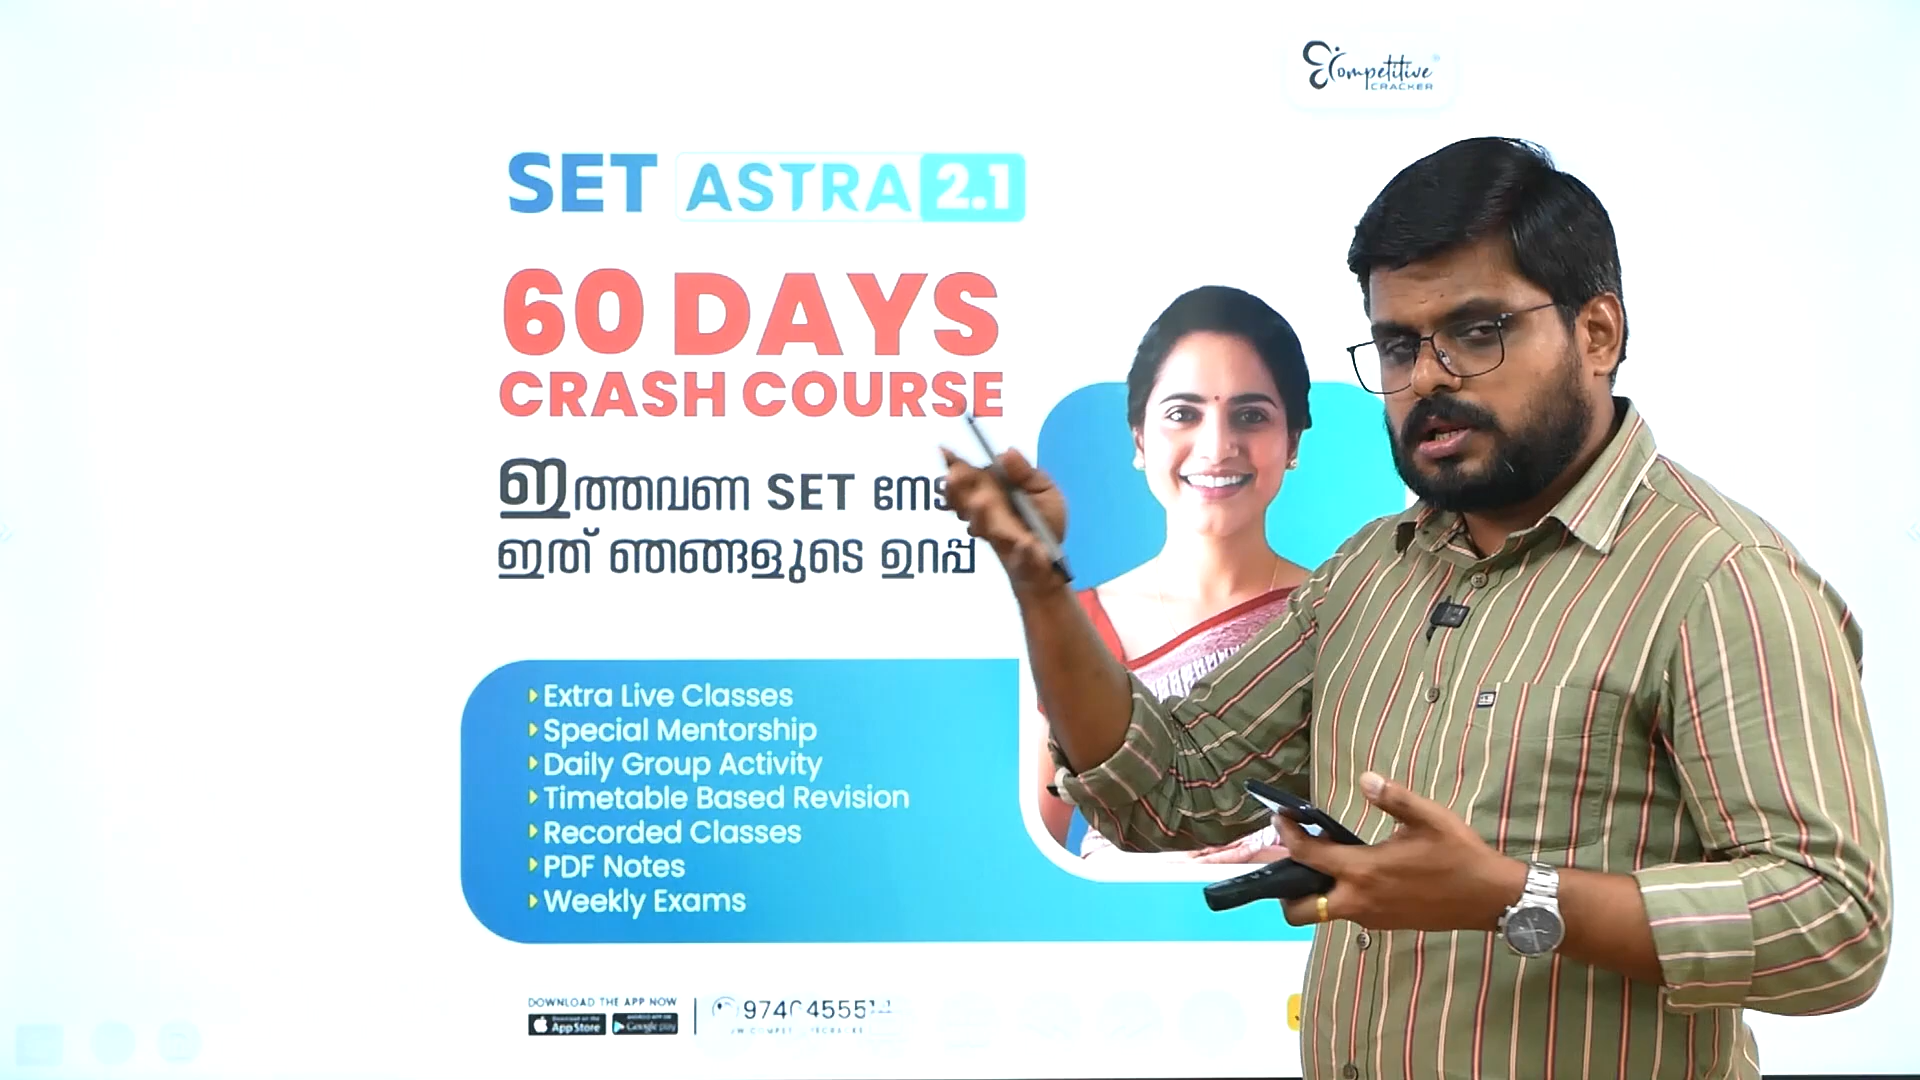 Competitive
CRACKER
SET ASTRA 2.1
60 DAYS
CRASH COURSE
ഇത്തവണ SET
ഇത് ഞങ്ങളുടെ ഉറപ്പ്
Extra Live Classes
Special Mentorship
Daily Group Activity
Timetable Based Revision
Recorded Classes
PDF Notes
Weekly Exams
DOWNLOAD THE APP NOW
App Store
Google play